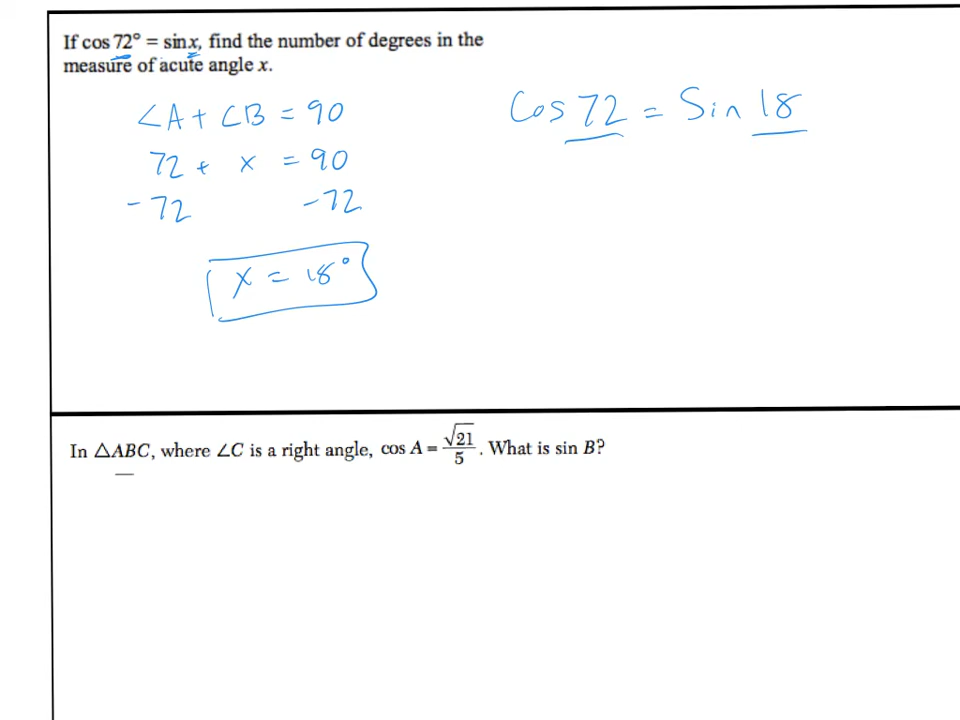 If cos 72° = sin x, find the number of degrees in the
measure of acute angle x.
∠A + ∠B = 90
Cos 72 = Sin 18
72 + x = 90
-72 -72
x = 18°
In △ABC, where ∠C is a right angle, cos A = √21/5. What is sin B?